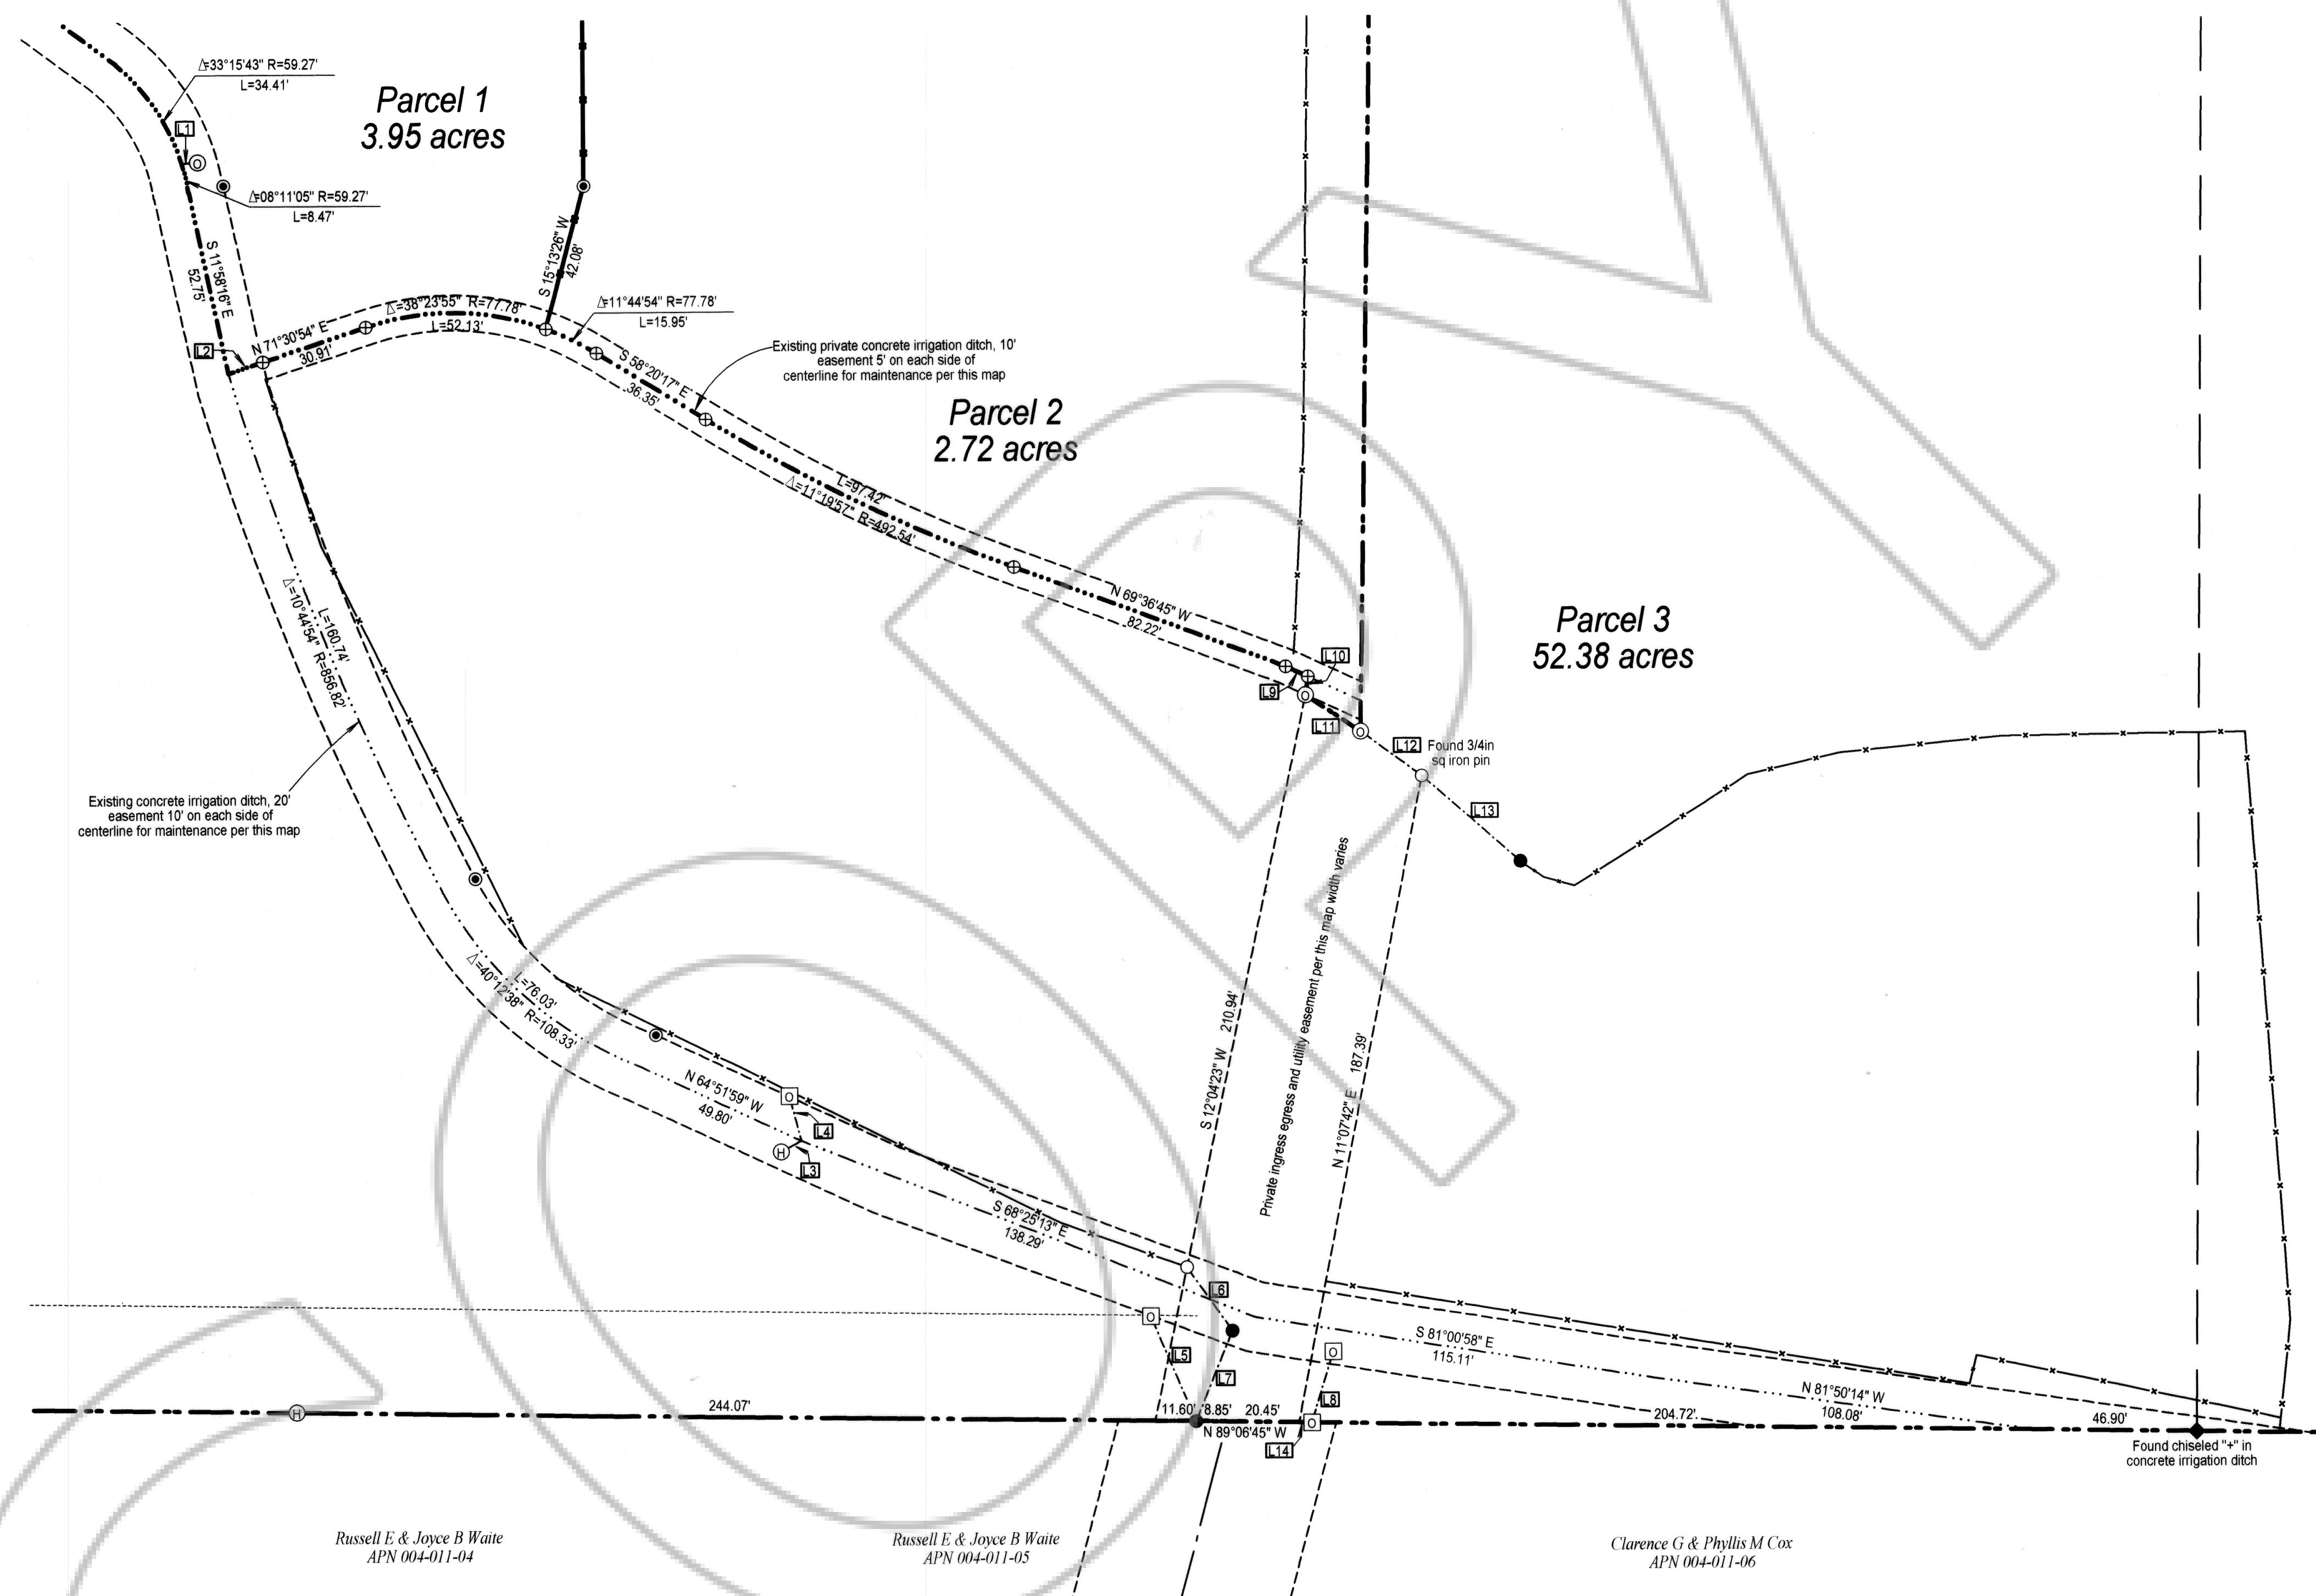 Δ=33°15'43" R=59.27'
L=34.41'
Parcel 1
3.95 acres
L1
Δ=08°11'05" R=59.27'
L=8.47'
S 11°58'16" E
52.75'
S 15°13'26" W
42.08'
L2
N 71°30'54" E
30.91'
Δ=38°23'55" R=77.78'
L=52.13'
Δ=11°44'54" R=77.78'
L=15.95'
S 58°20'17" E
36.35'
Existing private concrete irrigation ditch, 10'
easement 5' on each side of
centerline for maintenance per this map
Parcel 2
2.72 acres
L=97.42'
Δ=11°19'57" R=492.54'
N 69°36'45" W
82.22'
Parcel 3
52.38 acres
L10
L9
L11
L12
Found 3/4in
sq iron pin
L13
L=160.74'
Δ=10°44'54" R=856.82'
Existing concrete irrigation ditch, 20'
easement 10' on each side of
centerline for maintenance per this map
L=76.03'
Δ=40°12'38" R=108.33'
N 64°51'59" W
49.80'
O
L4
H
L3
S 68°25'13" E
138.29'
S 12°04'23" W 210.94'
Private ingress egress and utility easement per this map width varies
N 11°07'42" E 187.39'
L6
O
L5
L7
O
L8
S 81°00'58" E
115.11'
N 81°50'14" W
108.08'
H
244.07'
11.60'
8.85'
20.45'
O
204.72'
46.90'
N 89°06'45" W
L14
Found chiseled "+" in
concrete irrigation ditch
Russell E & Joyce B Waite
APN 004-011-04
Russell E & Joyce B Waite
APN 004-011-05
Clarence G & Phyllis M Cox
APN 004-011-06